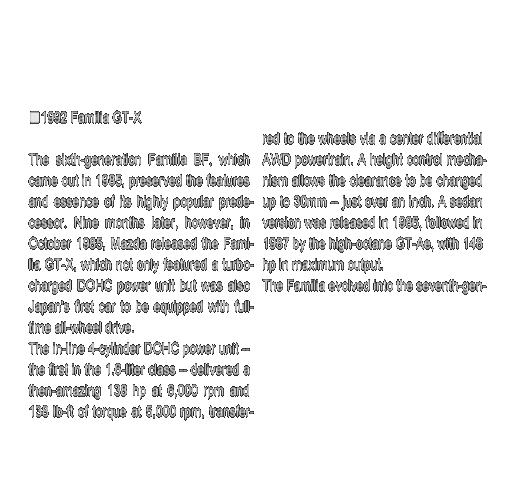 1992 Familia GT-X
The sixth-generation Familia BF, which
came out in 1985, preserved the features
and essence of its highly popular prede-
cessor. Nine months later, however, in
October 1985, Mazda released the Fami-
lia GT-X, which not only featured a turbo-
charged DOHC power unit but was also
Japan's first car to be equipped with full-
time all-wheel drive.
The in-line 4-cylinder DOHC power unit –
the first in the 1.6-liter class – delivered a
then-amazing 138 hp at 6,000 rpm and
138 lb-ft of torque at 5,000 rpm, transfer-
red to the wheels via a center differential
AWD powertrain. A height control mecha-
nism allows the clearance to be changed
up to 30mm – just over an inch. A sedan
version was released in 1985, followed in
1987 by the high-octane GT-Ae, with 148
hp in maximum output.
The Familia evolved into the seventh-gen-